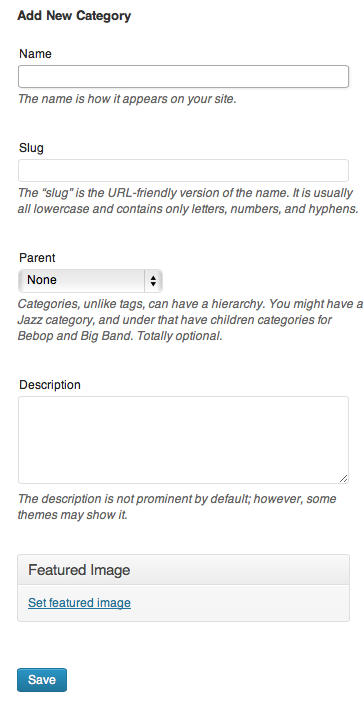 Add New Category
Name
The name is how it appears on your site.
Slug
The “slug” is the URL-friendly version of the name. It is usually
all lowercase and contains only letters, numbers, and hyphens.
Parent
None
Categories, unlike tags, can have a hierarchy. You might have a
Jazz category, and under that have children categories for
Bebop and Big Band. Totally optional.
Description
The description is not prominent by default; however, some
themes may show it.
Featured Image
Set featured image
Save